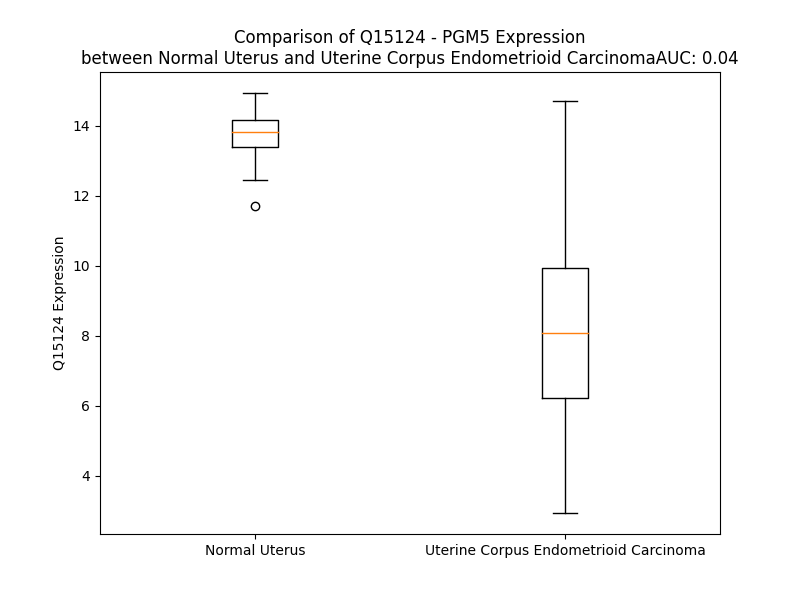 Comparison of Q15124 - PGM5 Expression
between Normal Uterus and Uterine Corpus Endometrioid CarcinomaAUC: 0.04
Q15124 Expression
14
12
10
8
6
4
Normal Uterus
Uterine Corpus Endometrioid Carcinoma